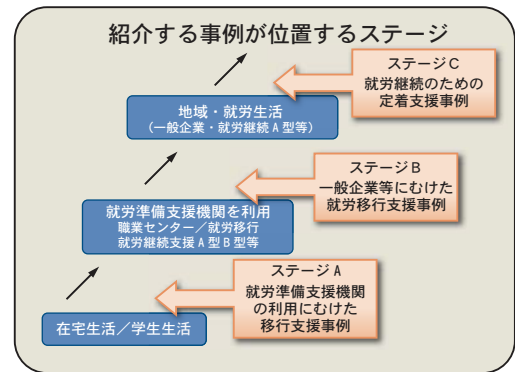 紹介する事例が位置するステージ
ステージC
就労継続のための
定着支援事例
地域・就労生活
(一般企業・就労継続A型等)
ステージB
一般企業等にむけた
就労移行支援事例
就労準備支援機関を利用
職業センター/就労移行
就労継続支援A型B型等
ステージA
就労準備支援機関
の利用にむけた
移行支援事例
在宅生活/学生生活